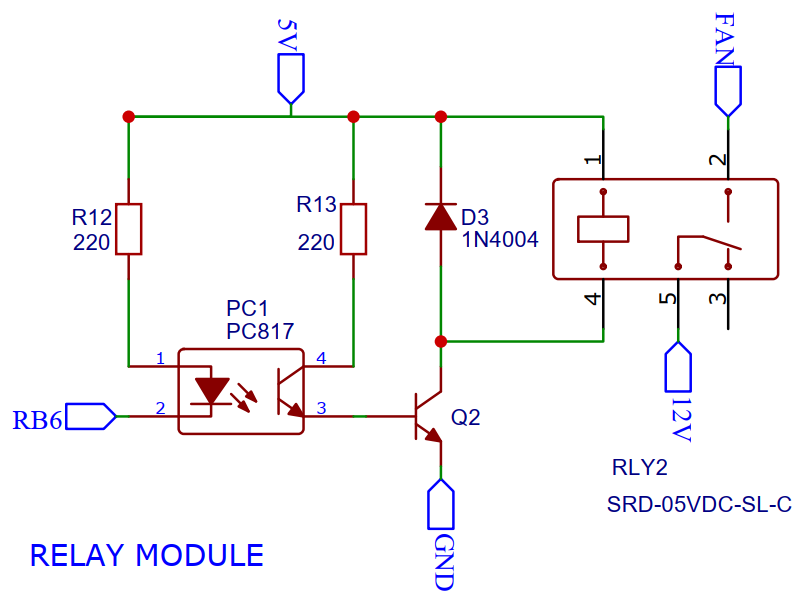 5V
FAN
1
2
R12
220
R13
220
D3
1N4004
PC1
PC817
4
5
3
1
4
2
3
RB6
Q2
12V
RLY2
SRD-05VDC-SL-C
GND
RELAY MODULE